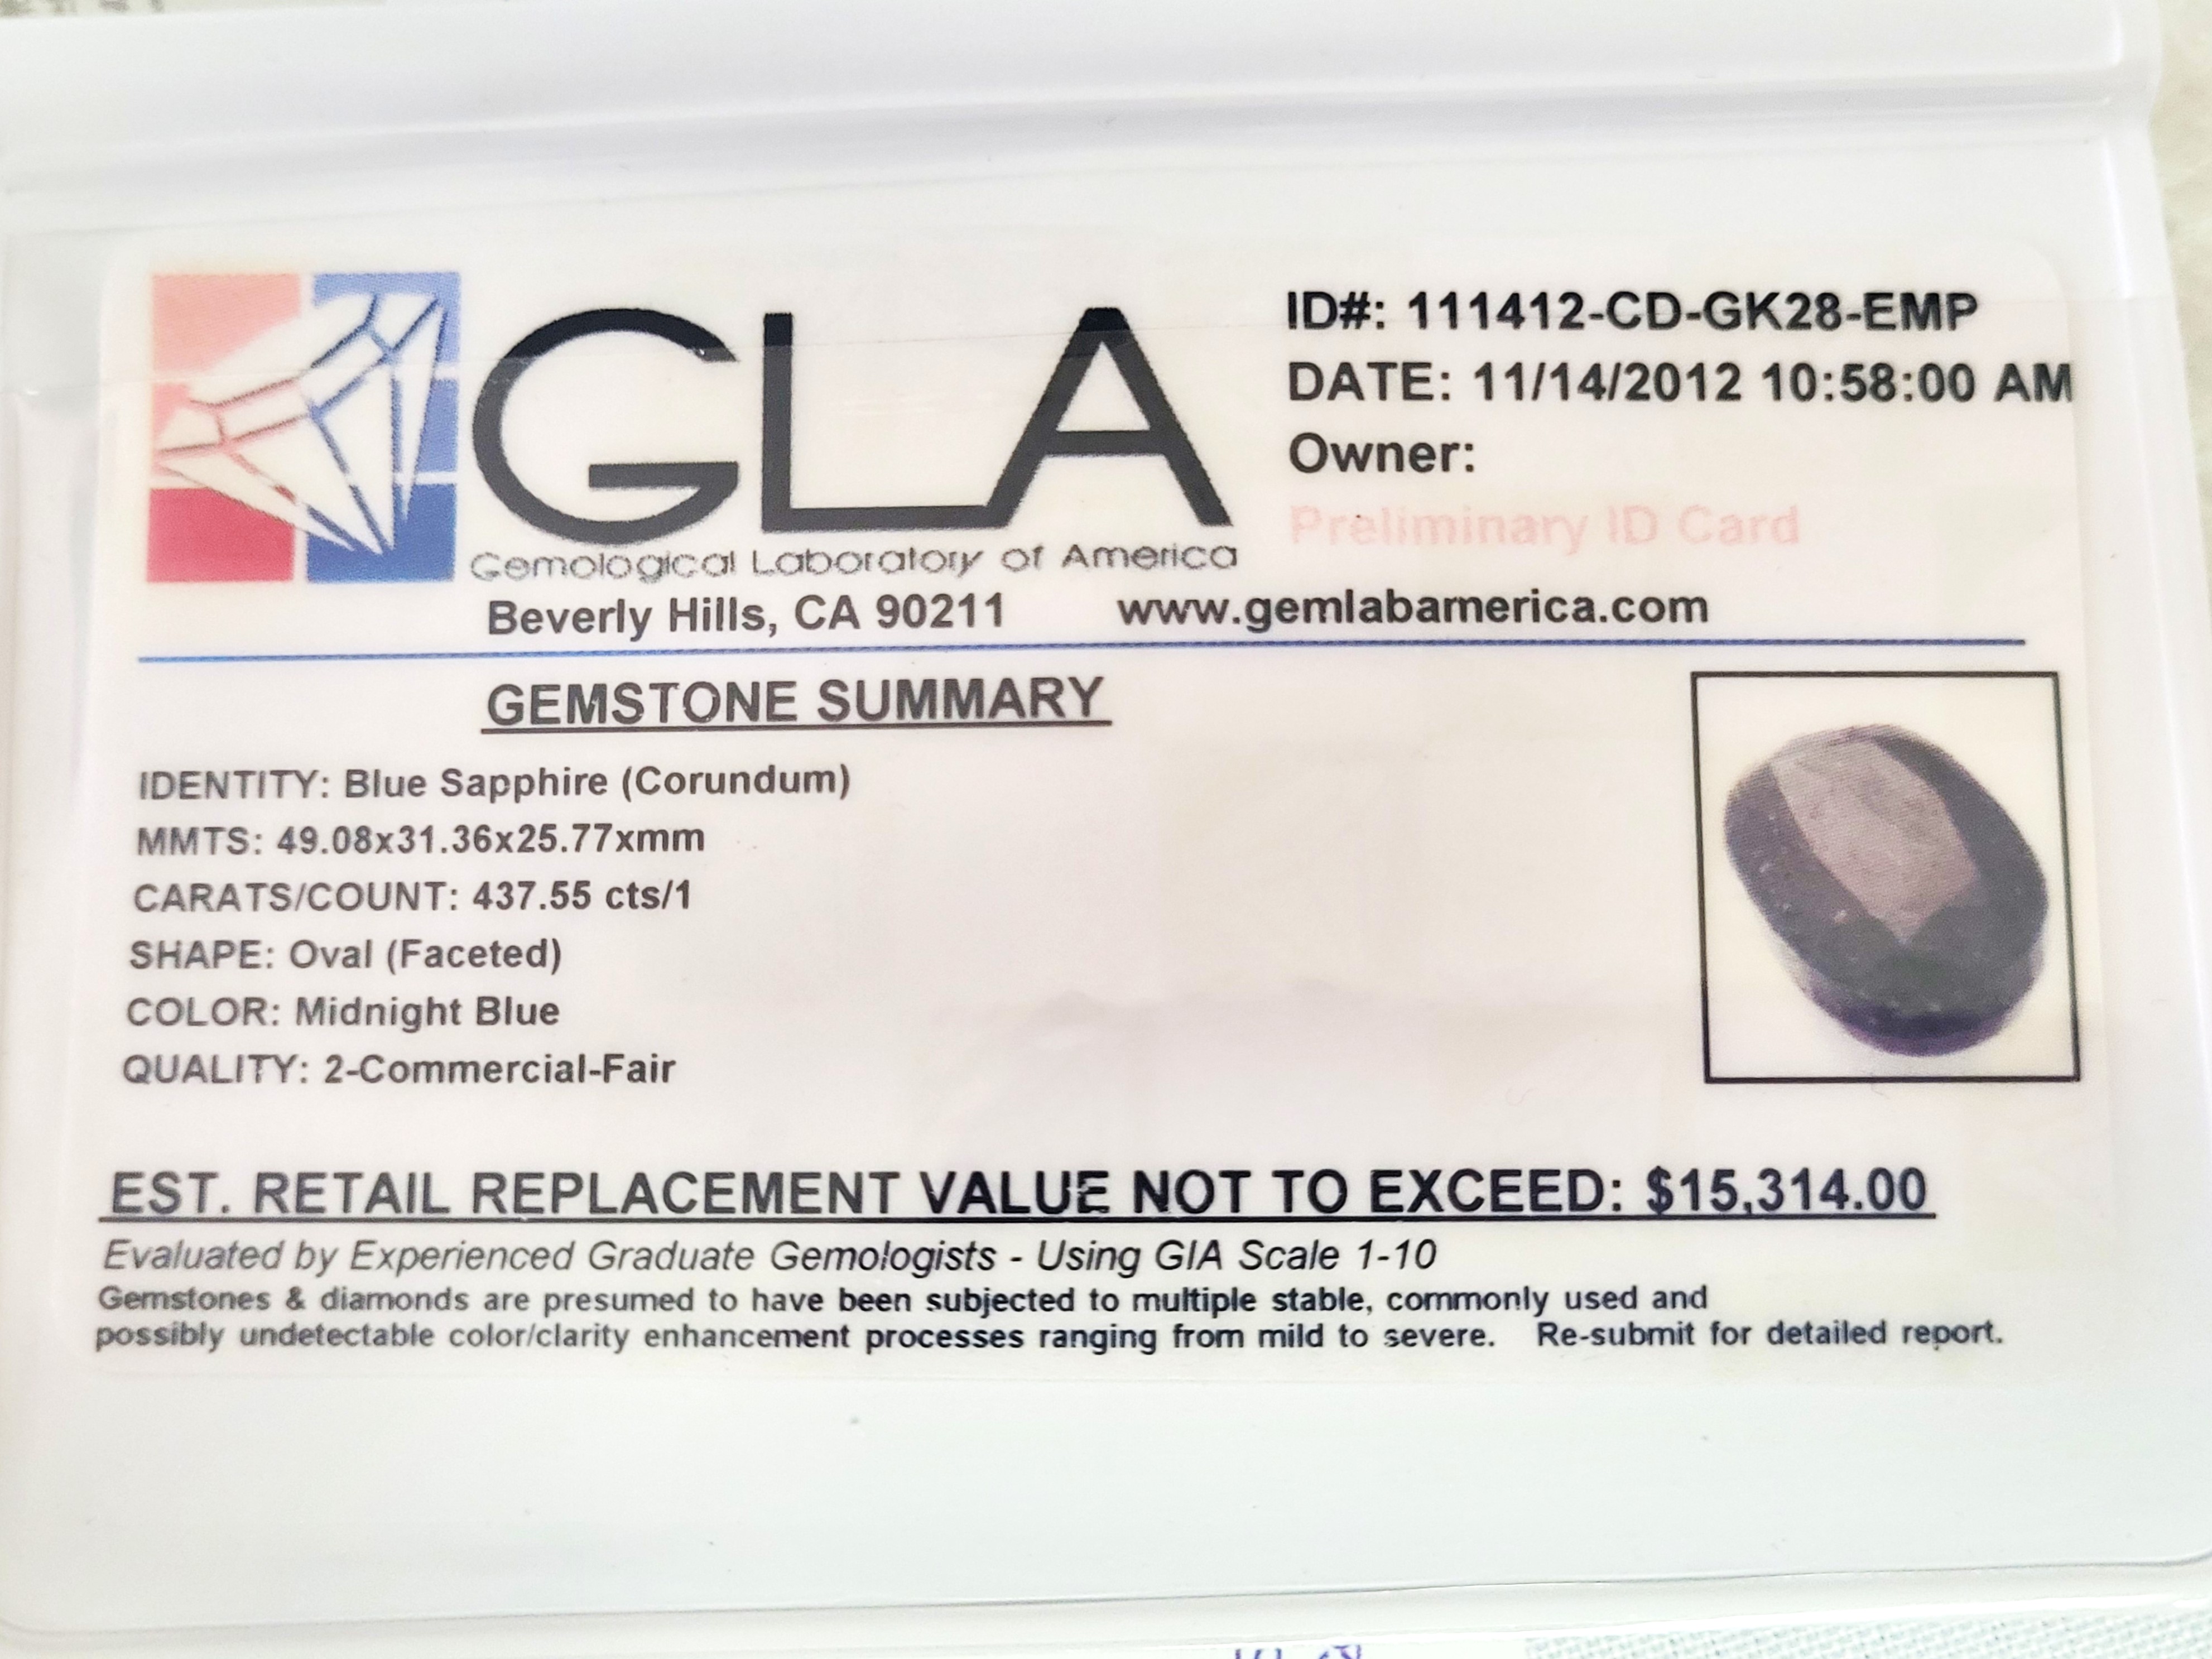 GLA
Gemological Laboratory of America
Beverly Hills, CA 90211 www.gemlabamerica.com
ID#: 111412-CD-GK28-EMP
DATE: 11/14/2012 10:58:00 AM
Owner:
Preliminary ID Card
GEMSTONE SUMMARY
IDENTITY: Blue Sapphire (Corundum)
MMTS: 49.08x31.36x25.77xmm
CARATS/COUNT: 437.55 cts/1
SHAPE: Oval (Faceted)
COLOR: Midnight Blue
QUALITY: 2-Commercial-Fair
EST. RETAIL REPLACEMENT VALUE NOT TO EXCEED: $15,314.00
Evaluated by Experienced Graduate Gemologists - Using GIA Scale 1-10
Gemstones & diamonds are presumed to have been subjected to multiple stable, commonly used and
possibly undetectable color/clarity enhancement processes ranging from mild to severe. Re-submit for detailed report.